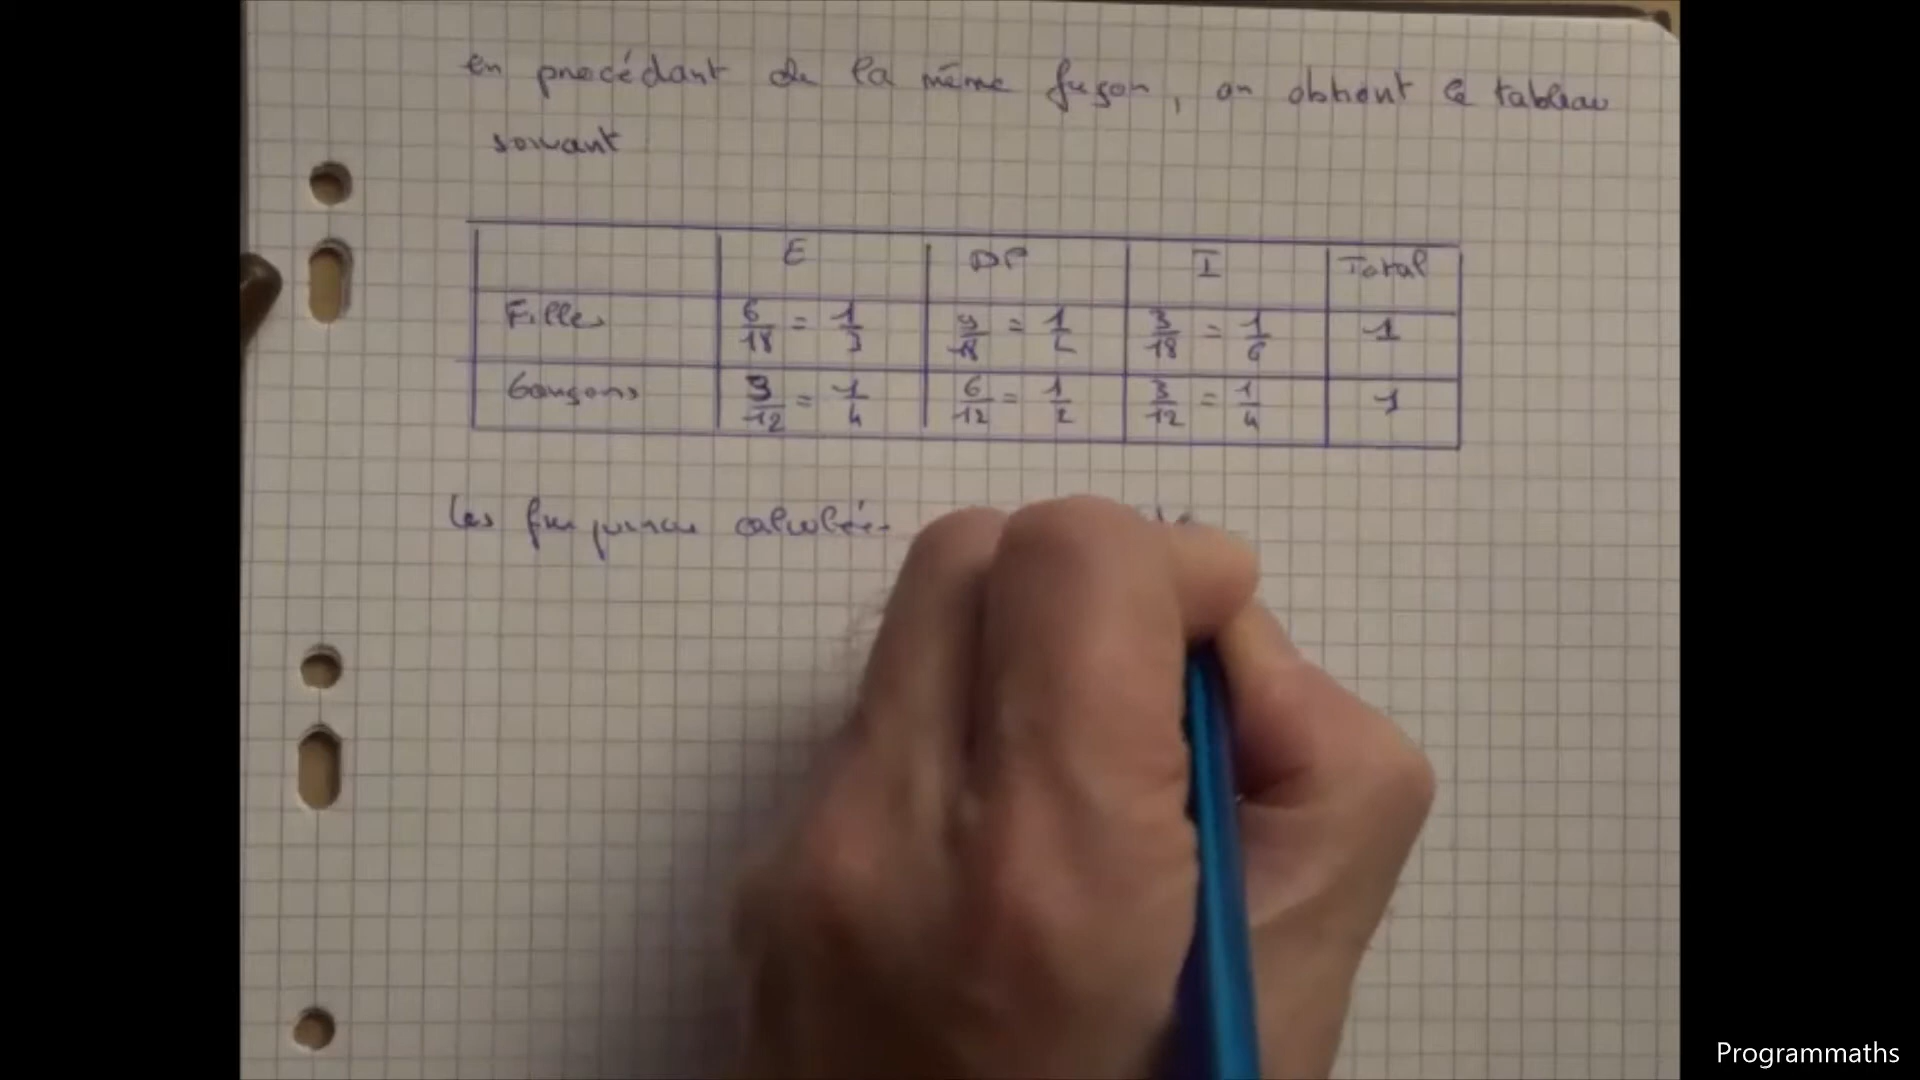 en procédant de la même façon, on obtient le tableau
suivant
E DP I Total
Filles 6/18 = 1/3 9/18 = 1/2 3/18 = 1/6 1
Garçons 3/12 = 1/4 6/12 = 1/2 3/12 = 1/4 1
Les fréquences calculées
Programmaths